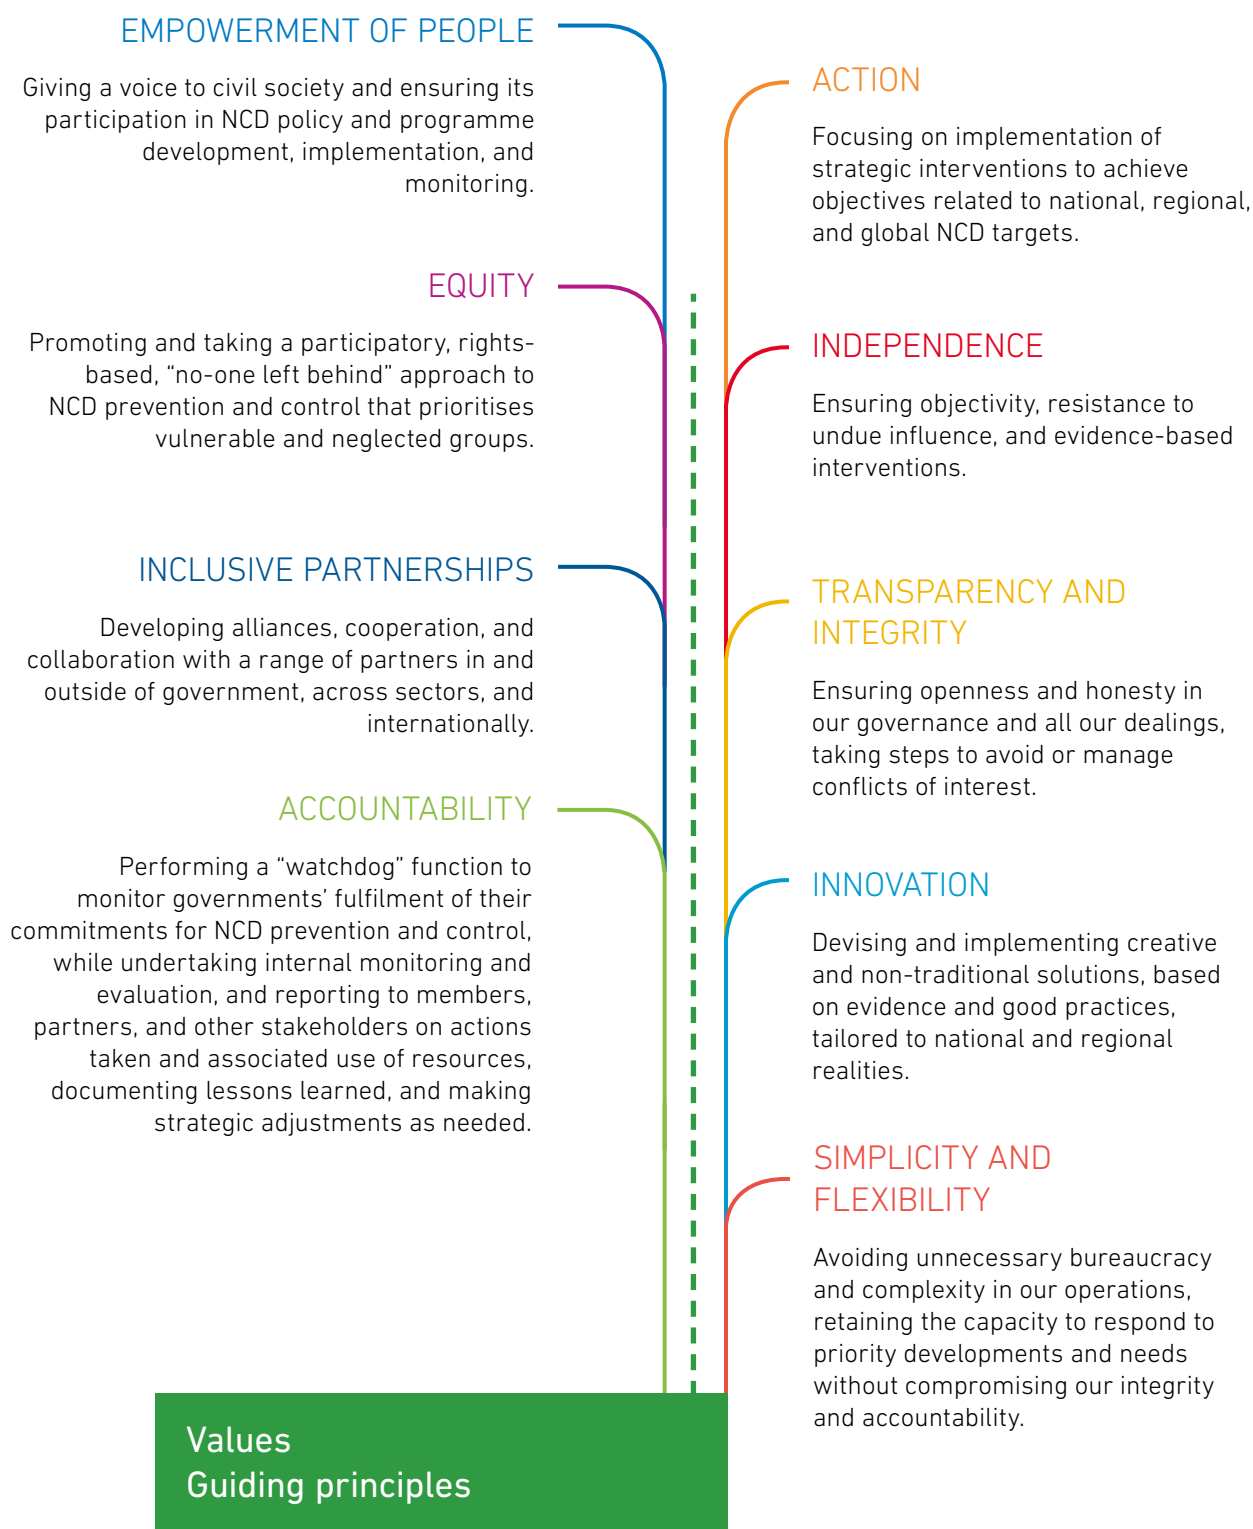 EMPOWERMENT OF PEOPLE
Giving a voice to civil society and ensuring its
participation in NCD policy and programme
development, implementation, and
monitoring.
EQUITY
Promoting and taking a participatory, rights-
based, “no-one left behind” approach to
NCD prevention and control that prioritises
vulnerable and neglected groups.
INCLUSIVE PARTNERSHIPS
Developing alliances, cooperation, and
collaboration with a range of partners in and
outside of government, across sectors, and
internationally.
ACCOUNTABILITY
Performing a “watchdog” function to
monitor governments’ fulfilment of their
commitments for NCD prevention and control,
while undertaking internal monitoring and
evaluation, and reporting to members,
partners, and other stakeholders on actions
taken and associated use of resources,
documenting lessons learned, and making
strategic adjustments as needed.
ACTION
Focusing on implementation of
strategic interventions to achieve
objectives related to national, regional,
and global NCD targets.
INDEPENDENCE
Ensuring objectivity, resistance to
undue influence, and evidence-based
interventions.
TRANSPARENCY AND
INTEGRITY
Ensuring openness and honesty in
our governance and all our dealings,
taking steps to avoid or manage
conflicts of interest.
INNOVATION
Devising and implementing creative
and non-traditional solutions, based
on evidence and good practices,
tailored to national and regional
realities.
SIMPLICITY AND
FLEXIBILITY
Avoiding unnecessary bureaucracy
and complexity in our operations,
retaining the capacity to respond to
priority developments and needs
without compromising our integrity
and accountability.
Values
Guiding principles